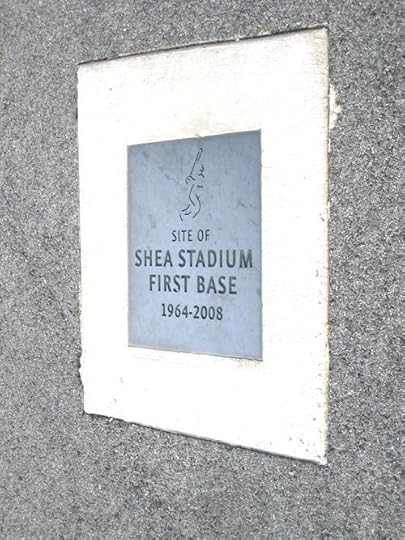 SITE OF
SHEA STADIUM
FIRST BASE
1964-2008